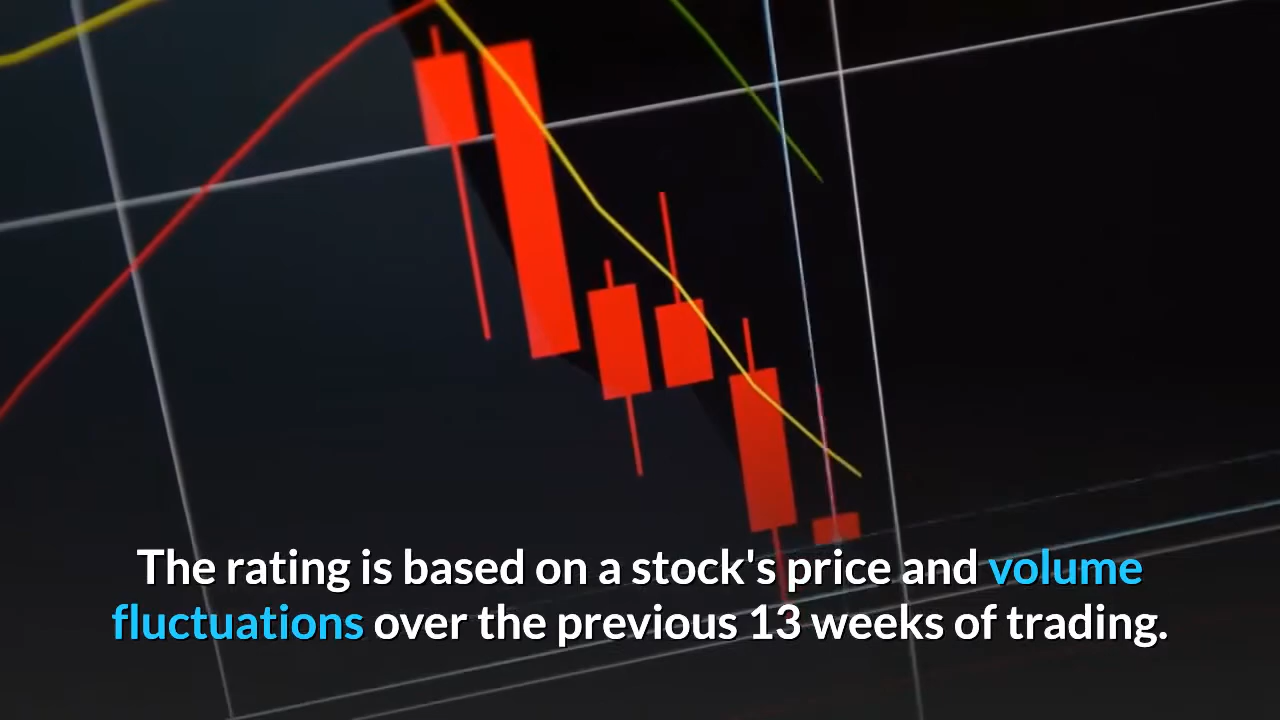 The rating is based on a stock's price and volume
fluctuations over the previous 13 weeks of trading.